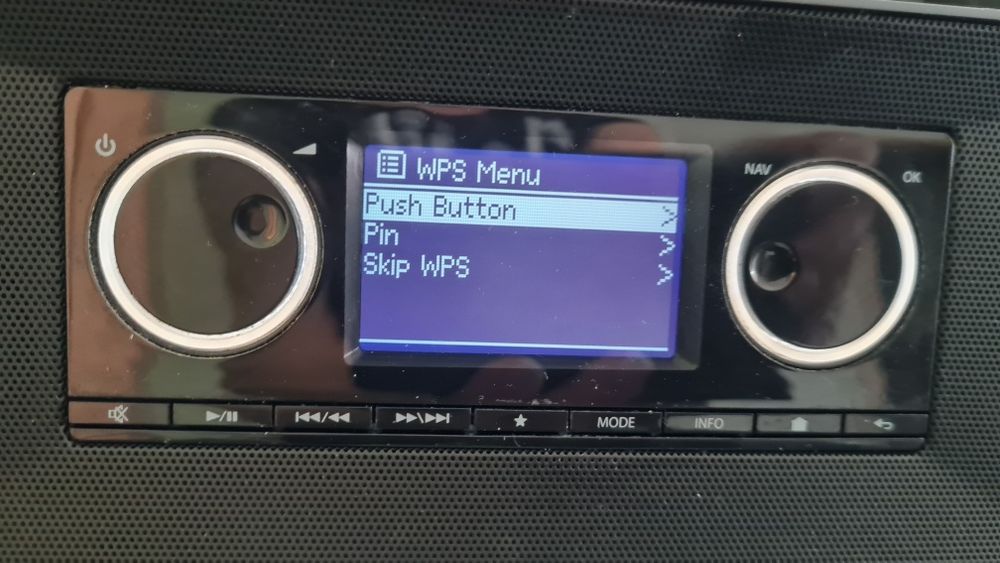 WPS Menu
Push Button >
Pin >
Skip WPS >
NAV
OK
MODE
INFO